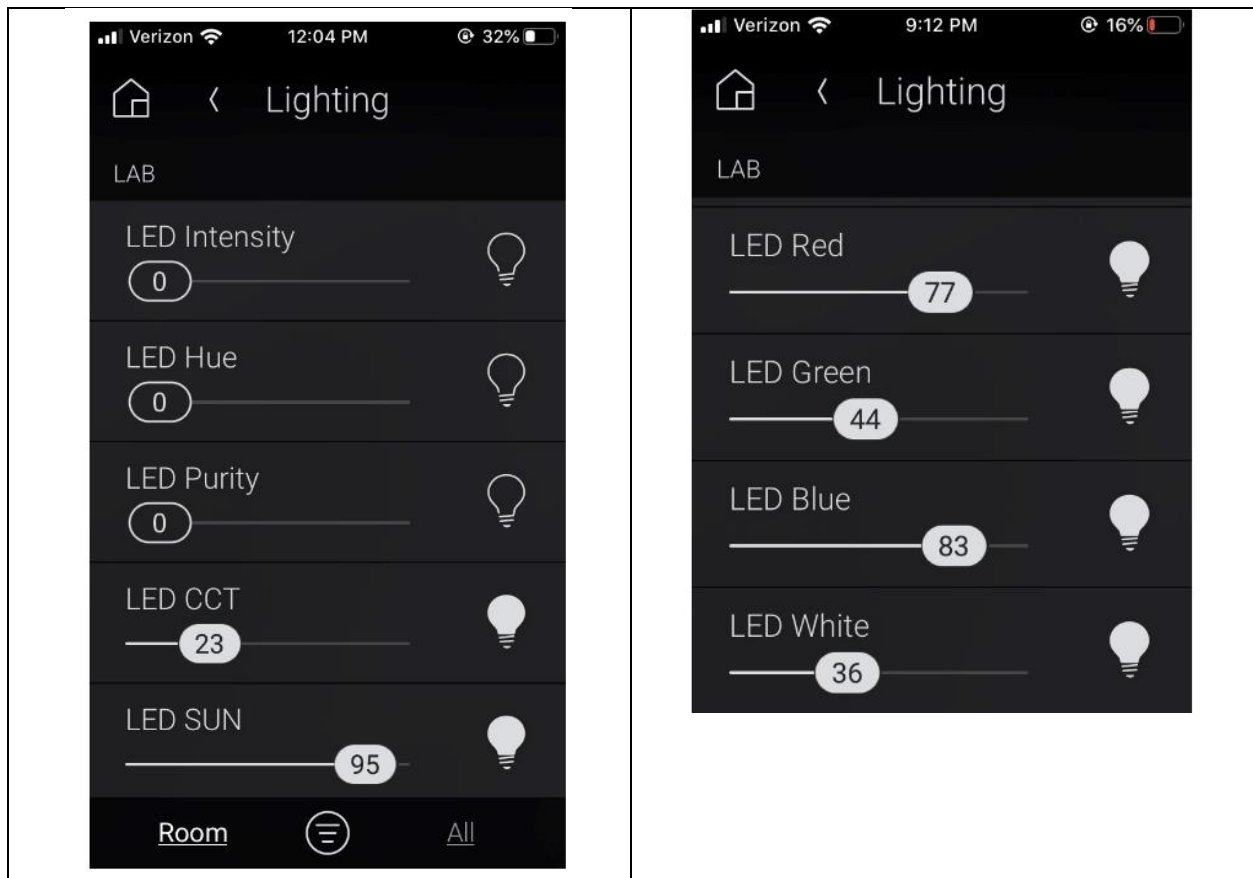 Verizon 12:04 PM 32%
Lighting
LAB
LED Intensity
0
LED Hue
0
LED Purity
0
LED CCT
23
LED SUN
95
Room All
Verizon 9:12 PM 16%
Lighting
LAB
LED Red
77
LED Green
44
LED Blue
83
LED White
36